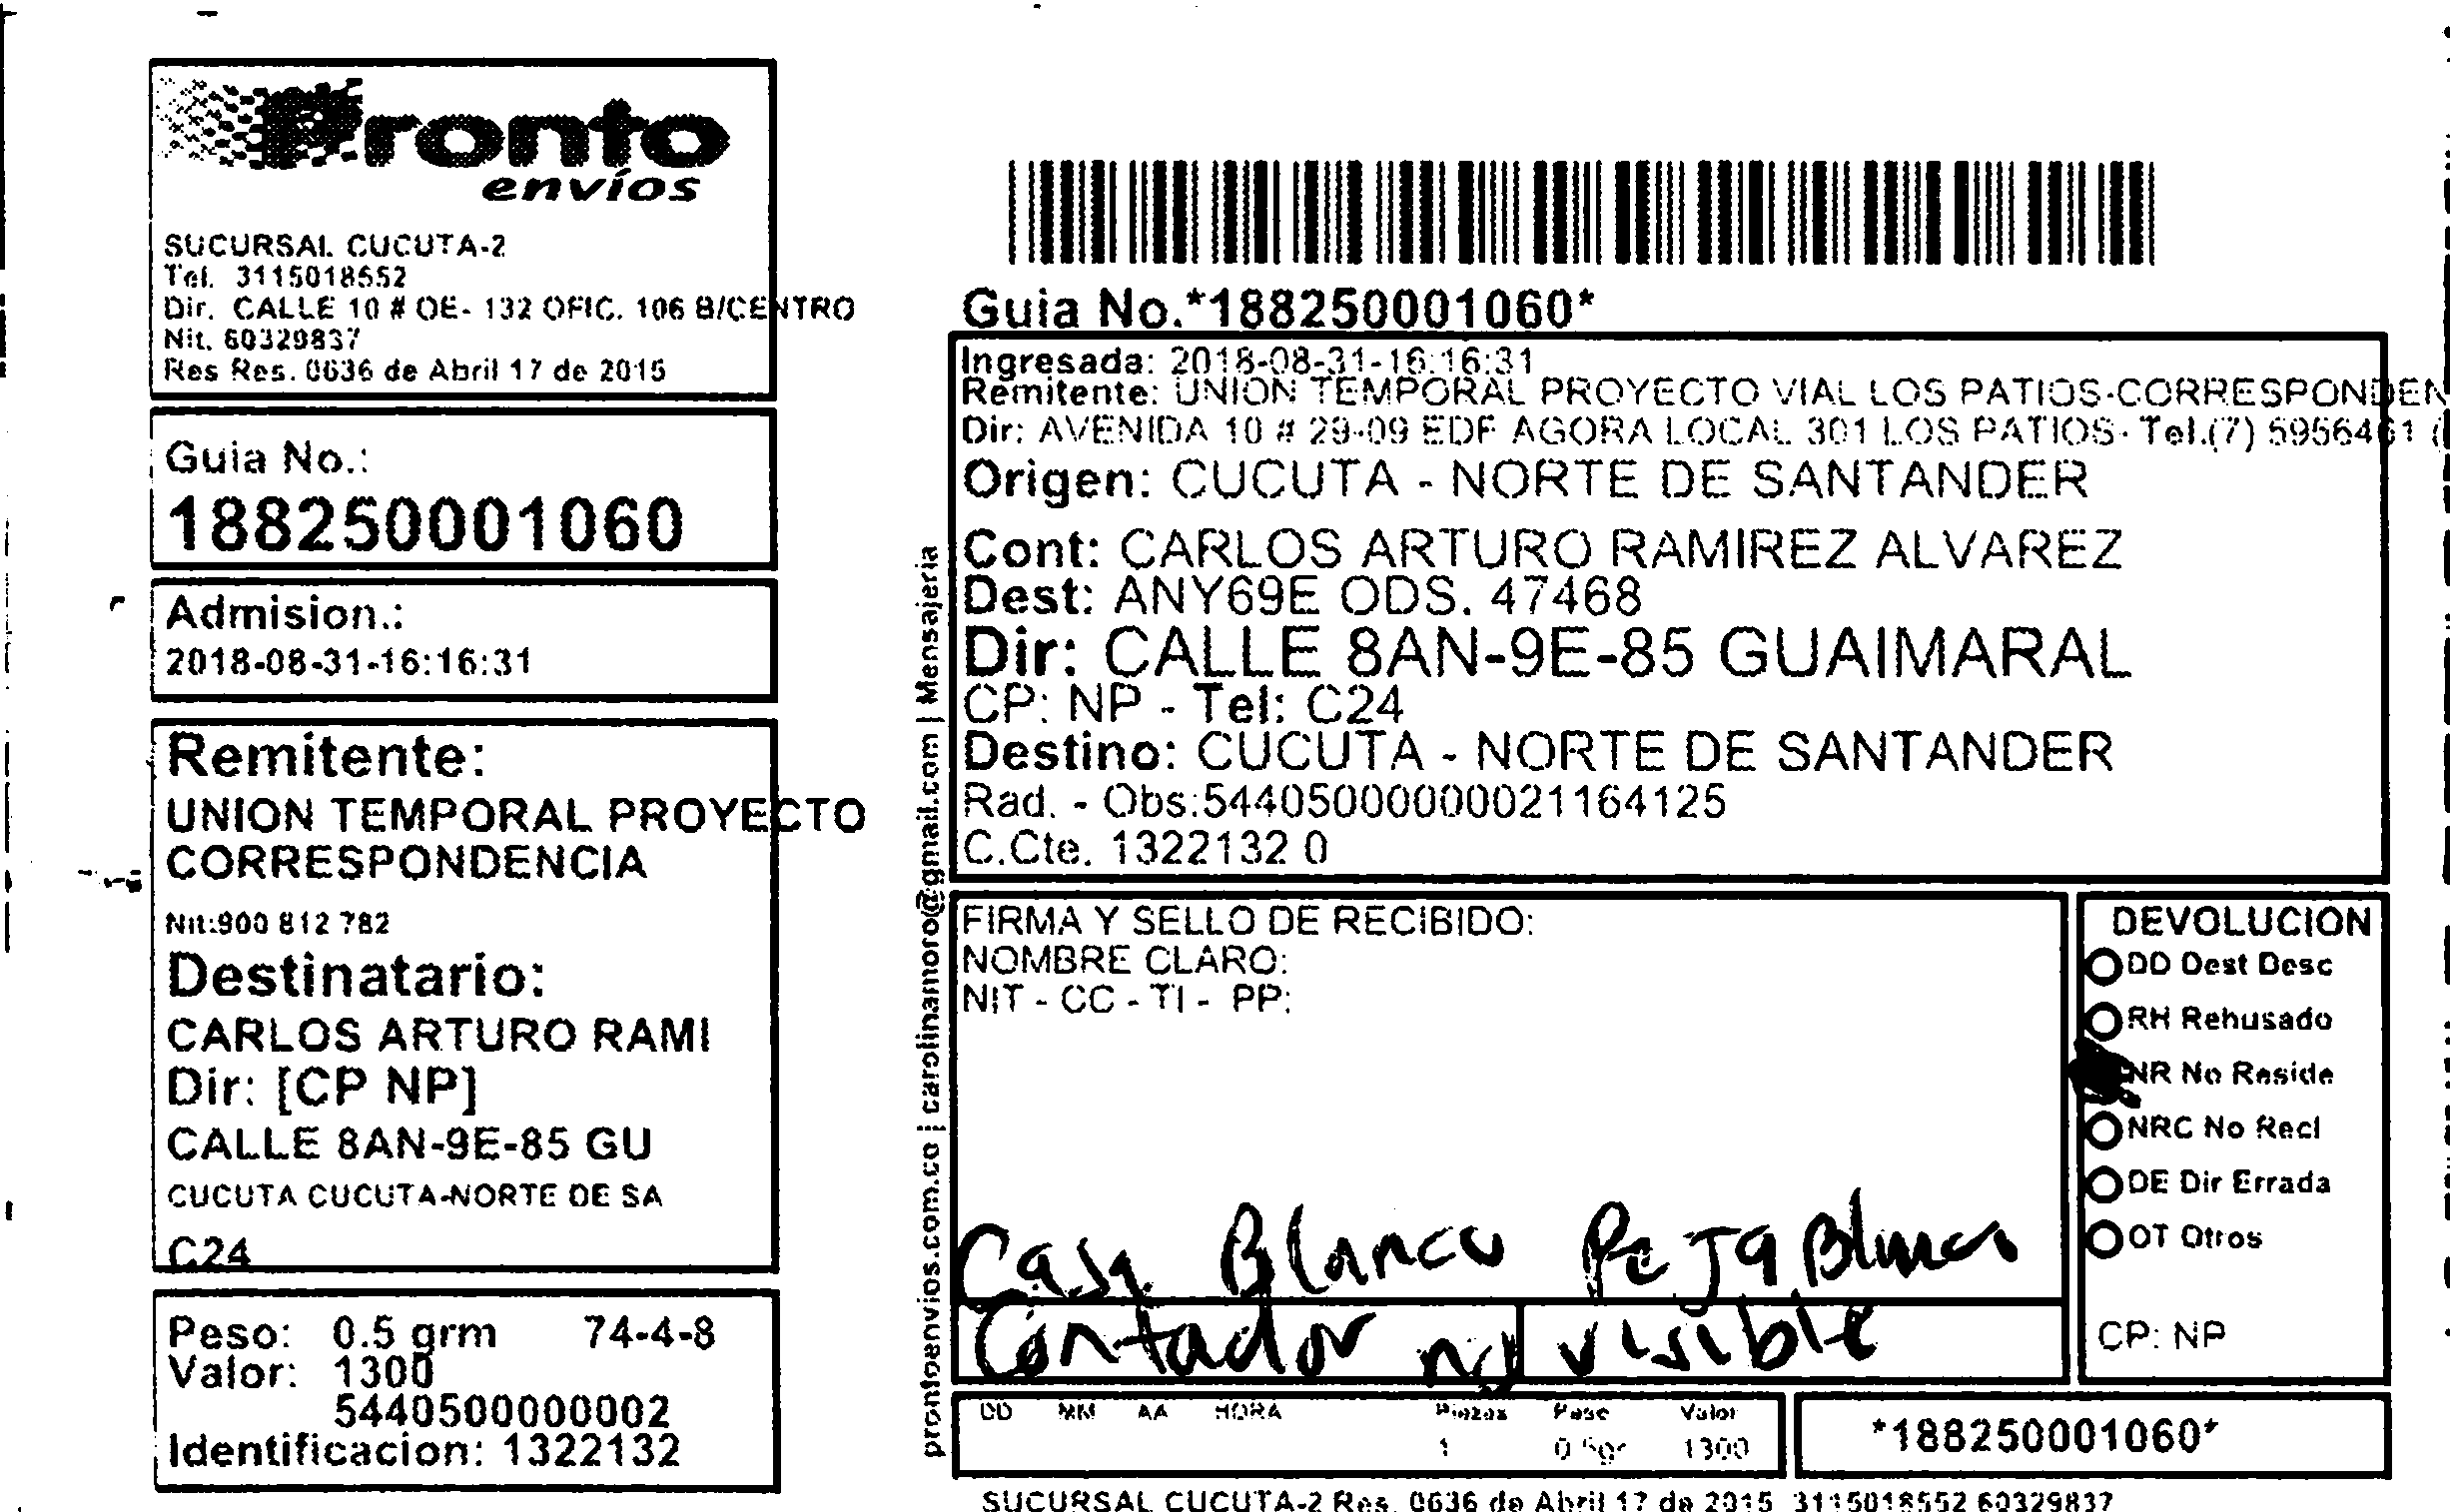 Pronto
envíos
SUCURSAL CUCUTA-2
Tel. 3115018552
Dir. CALLE 10 # OE- 132 OFIC. 106 B/CENTRO
Nit. 60329837
Res Res. 0636 de Abril 17 de 2015
Guia No.:
188250001060
Admision.:
2018-08-31-16:16:31
Remitente:
UNION TEMPORAL PROYECTO
CORRESPONDENCIA
Nit:900 812 782
Destinatario:
CARLOS ARTURO RAMI
Dir: [CP NP]
CALLE 8AN-9E-85 GU
CUCUTA CUCUTA-NORTE DE SA
C24
Peso: 0.5 grm 74-4-8
Valor: 1300
5440500000002
Identificacion: 1322132
prontoenvios.com.co | carolinamoro@gmail.com | Mensajeria
Guia No.*188250001060*
Ingresada: 2018-08-31-16:16:31
Remitente: UNION TEMPORAL PROYECTO VIAL LOS PATIOS-CORRESPONDEN
Dir: AVENIDA 10 # 29-09 EDF AGORA LOCAL 301 LOS PATIOS- Tel.(7) 5956461 (
Origen: CUCUTA - NORTE DE SANTANDER
Cont: CARLOS ARTURO RAMIREZ ALVAREZ
Dest: ANY69E ODS. 47468
Dir: CALLE 8AN-9E-85 GUAIMARAL
CP: NP - Tel: C24
Destino: CUCUTA - NORTE DE SANTANDER
Rad. - Obs:544050000000021164125
C.Cte. 1322132 0
FIRMA Y SELLO DE RECIBIDO:
NOMBRE CLARO:
NIT - CC - TI - PP:
Casa Blanca Reja Blanca
Contador no visible
DEVOLUCION
DD Dest Desc
RH Rehusado
NR No Reside
NRC No Recl
DE Dir Errada
OT Otros
CP: NP
DD MM AA HORA Piezas Peso Valor
1 0.5gr 1300
*188250001060*
SUCURSAL CUCUTA-2 Res. 0636 de Abril 17 de 2015 3115018552 60329837